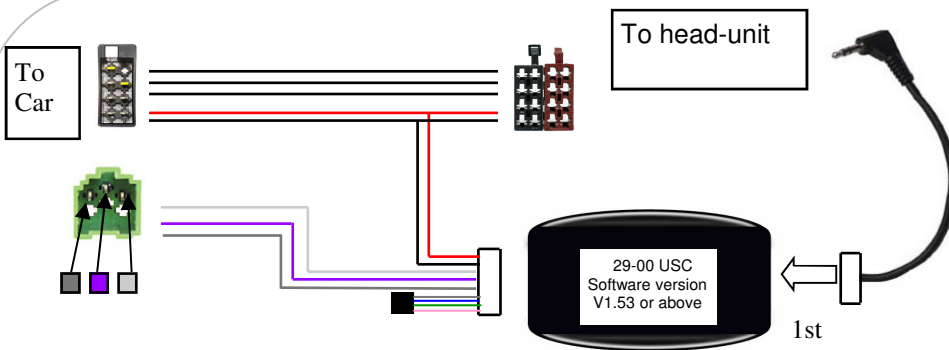 To head-unit
To
Car
29-00 USC
Software version
V1.53 or above
1st